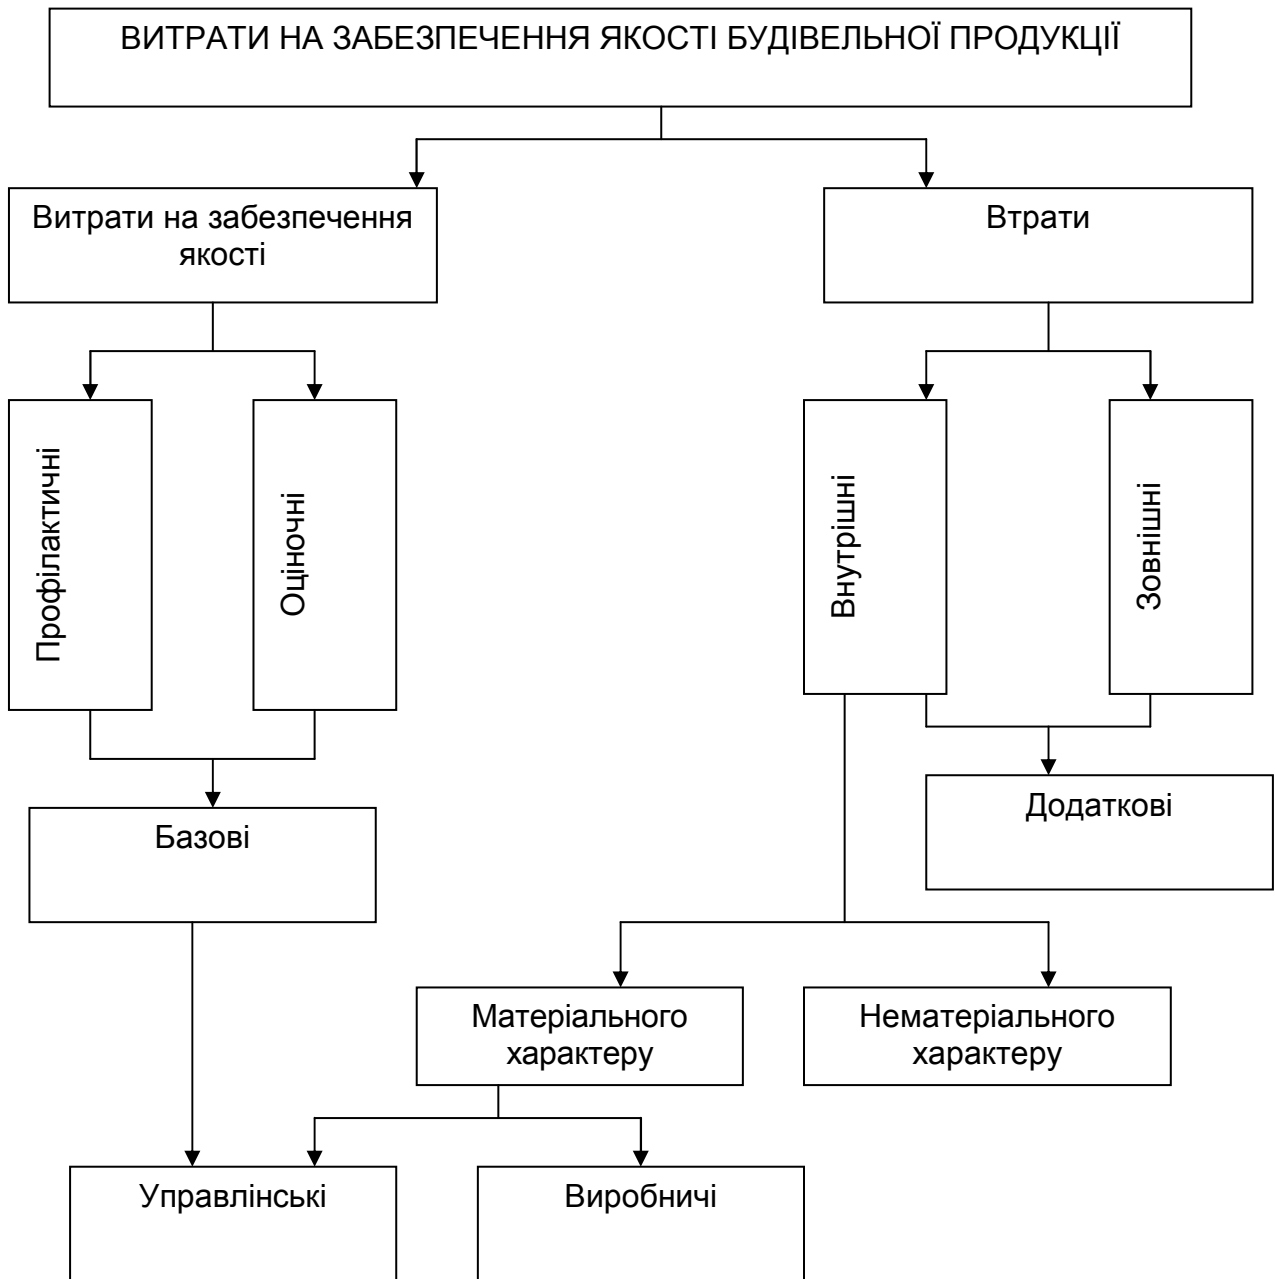 ВИТРАТИ НА ЗАБЕЗПЕЧЕННЯ ЯКОСТІ БУДІВЕЛЬНОЇ ПРОДУКЦІЇ
Витрати на забезпечення
якості
Втрати
Профілактичні
Оціночні
Внутрішні
Зовнішні
Базові
Додаткові
Матеріального
характеру
Нематеріального
характеру
Управлінські
Виробничі